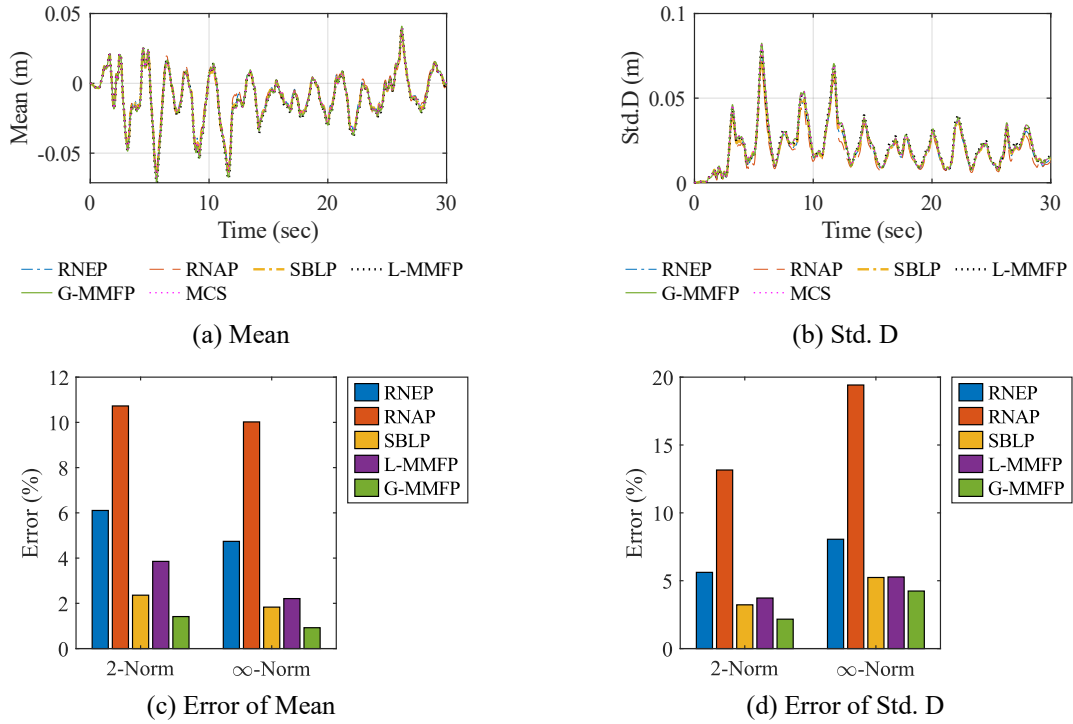 0.05
0
-0.05
Mean (m)
0 10 20 30
Time (sec)
RNEP RNAP SBLP L-MMFP
G-MMFP MCS
(a) Mean
0.1
0.05
0
Std.D (m)
0 10 20 30
Time (sec)
RNEP RNAP SBLP L-MMFP
G-MMFP MCS
(b) Std. D
12
10
8
6
4
2
0
Error (%)
2-Norm ∞-Norm
RNEP
RNAP
SBLP
L-MMFP
G-MMFP
(c) Error of Mean
20
15
10
5
0
Error (%)
2-Norm ∞-Norm
RNEP
RNAP
SBLP
L-MMFP
G-MMFP
(d) Error of Std. D